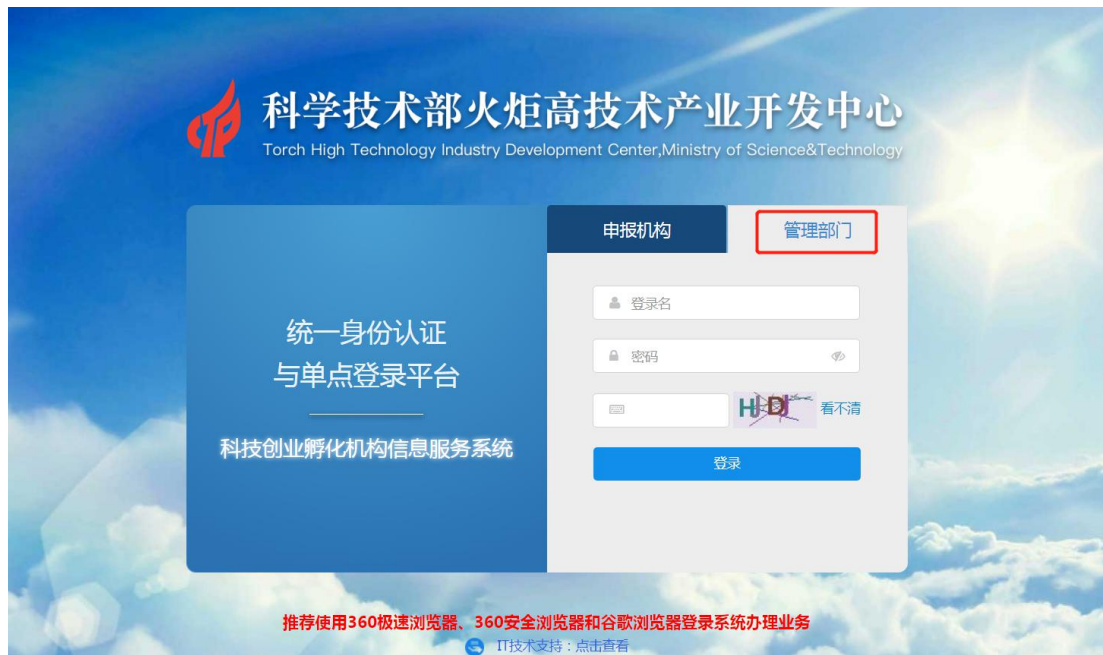 科学技术部火炬高技术产业开发中心
Torch High Technology Industry Development Center,Ministry of Science&Technology
申报机构
管理部门
统一身份认证
与单点登录平台
科技创业孵化机构信息服务系统
登录名
密码
看不清
登录
推荐使用360极速浏览器、360安全浏览器和谷歌浏览器登录系统办理业务
IT技术支持：点击查看